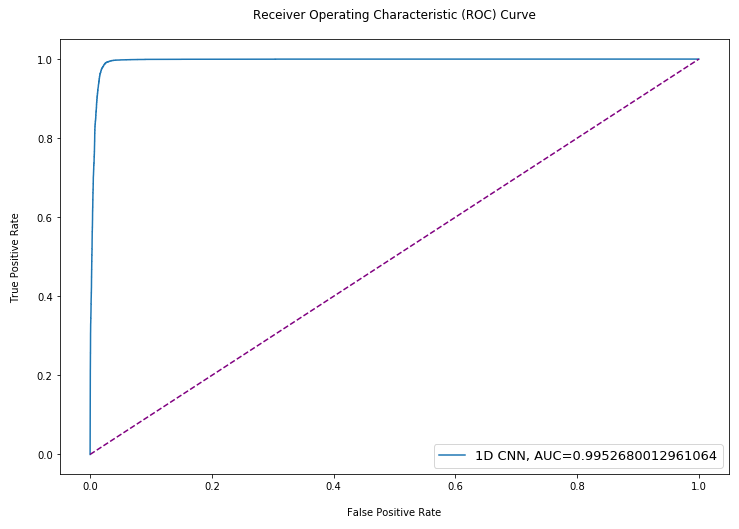 Receiver Operating Characteristic (ROC) Curve
1.0
0.8
0.6
0.4
0.2
0.0
True Positive Rate
1D CNN, AUC=0.9952680012961064
0.0 0.2 0.4 0.6 0.8 1.0
False Positive Rate